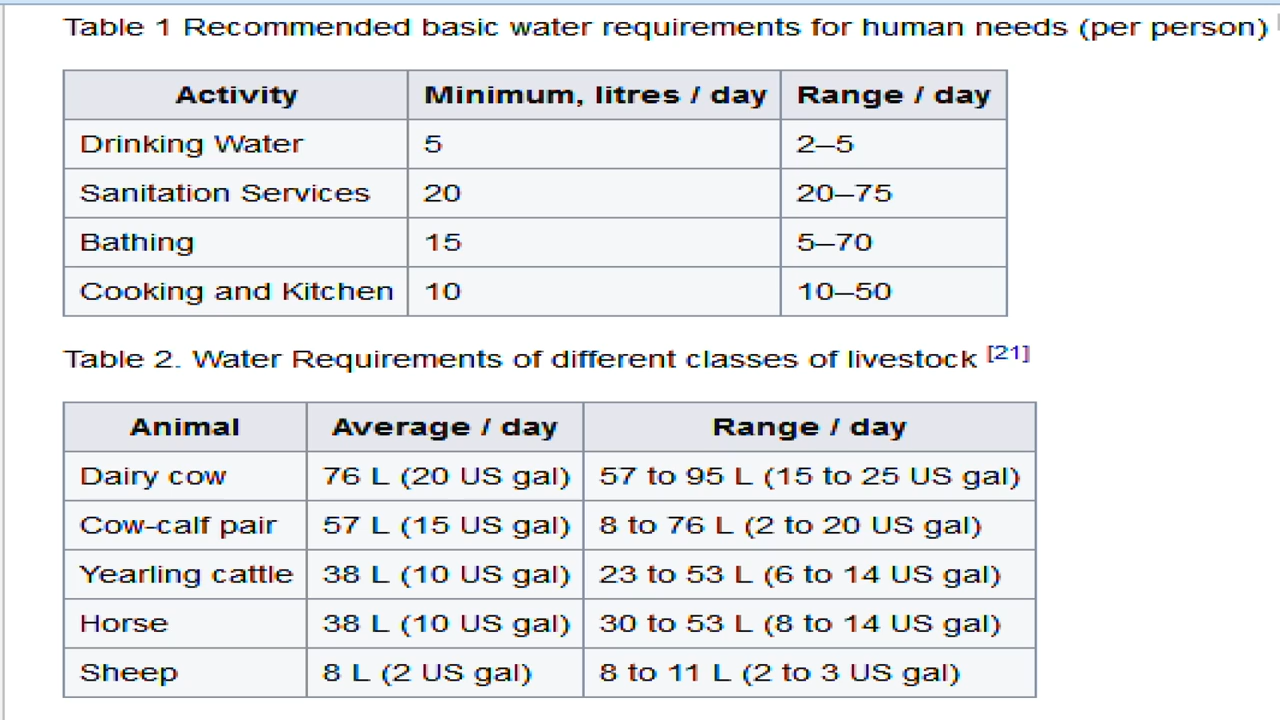 Table 1 Recommended basic water requirements for human needs (per person)
Activity Minimum, litres / day Range / day
Drinking Water 5 2–5
Sanitation Services 20 20–75
Bathing 15 5–70
Cooking and Kitchen 10 10–50
Table 2. Water Requirements of different classes of livestock [21]
Animal Average / day Range / day
Dairy cow 76 L (20 US gal) 57 to 95 L (15 to 25 US gal)
Cow-calf pair 57 L (15 US gal) 8 to 76 L (2 to 20 US gal)
Yearling cattle 38 L (10 US gal) 23 to 53 L (6 to 14 US gal)
Horse 38 L (10 US gal) 30 to 53 L (8 to 14 US gal)
Sheep 8 L (2 US gal) 8 to 11 L (2 to 3 US gal)